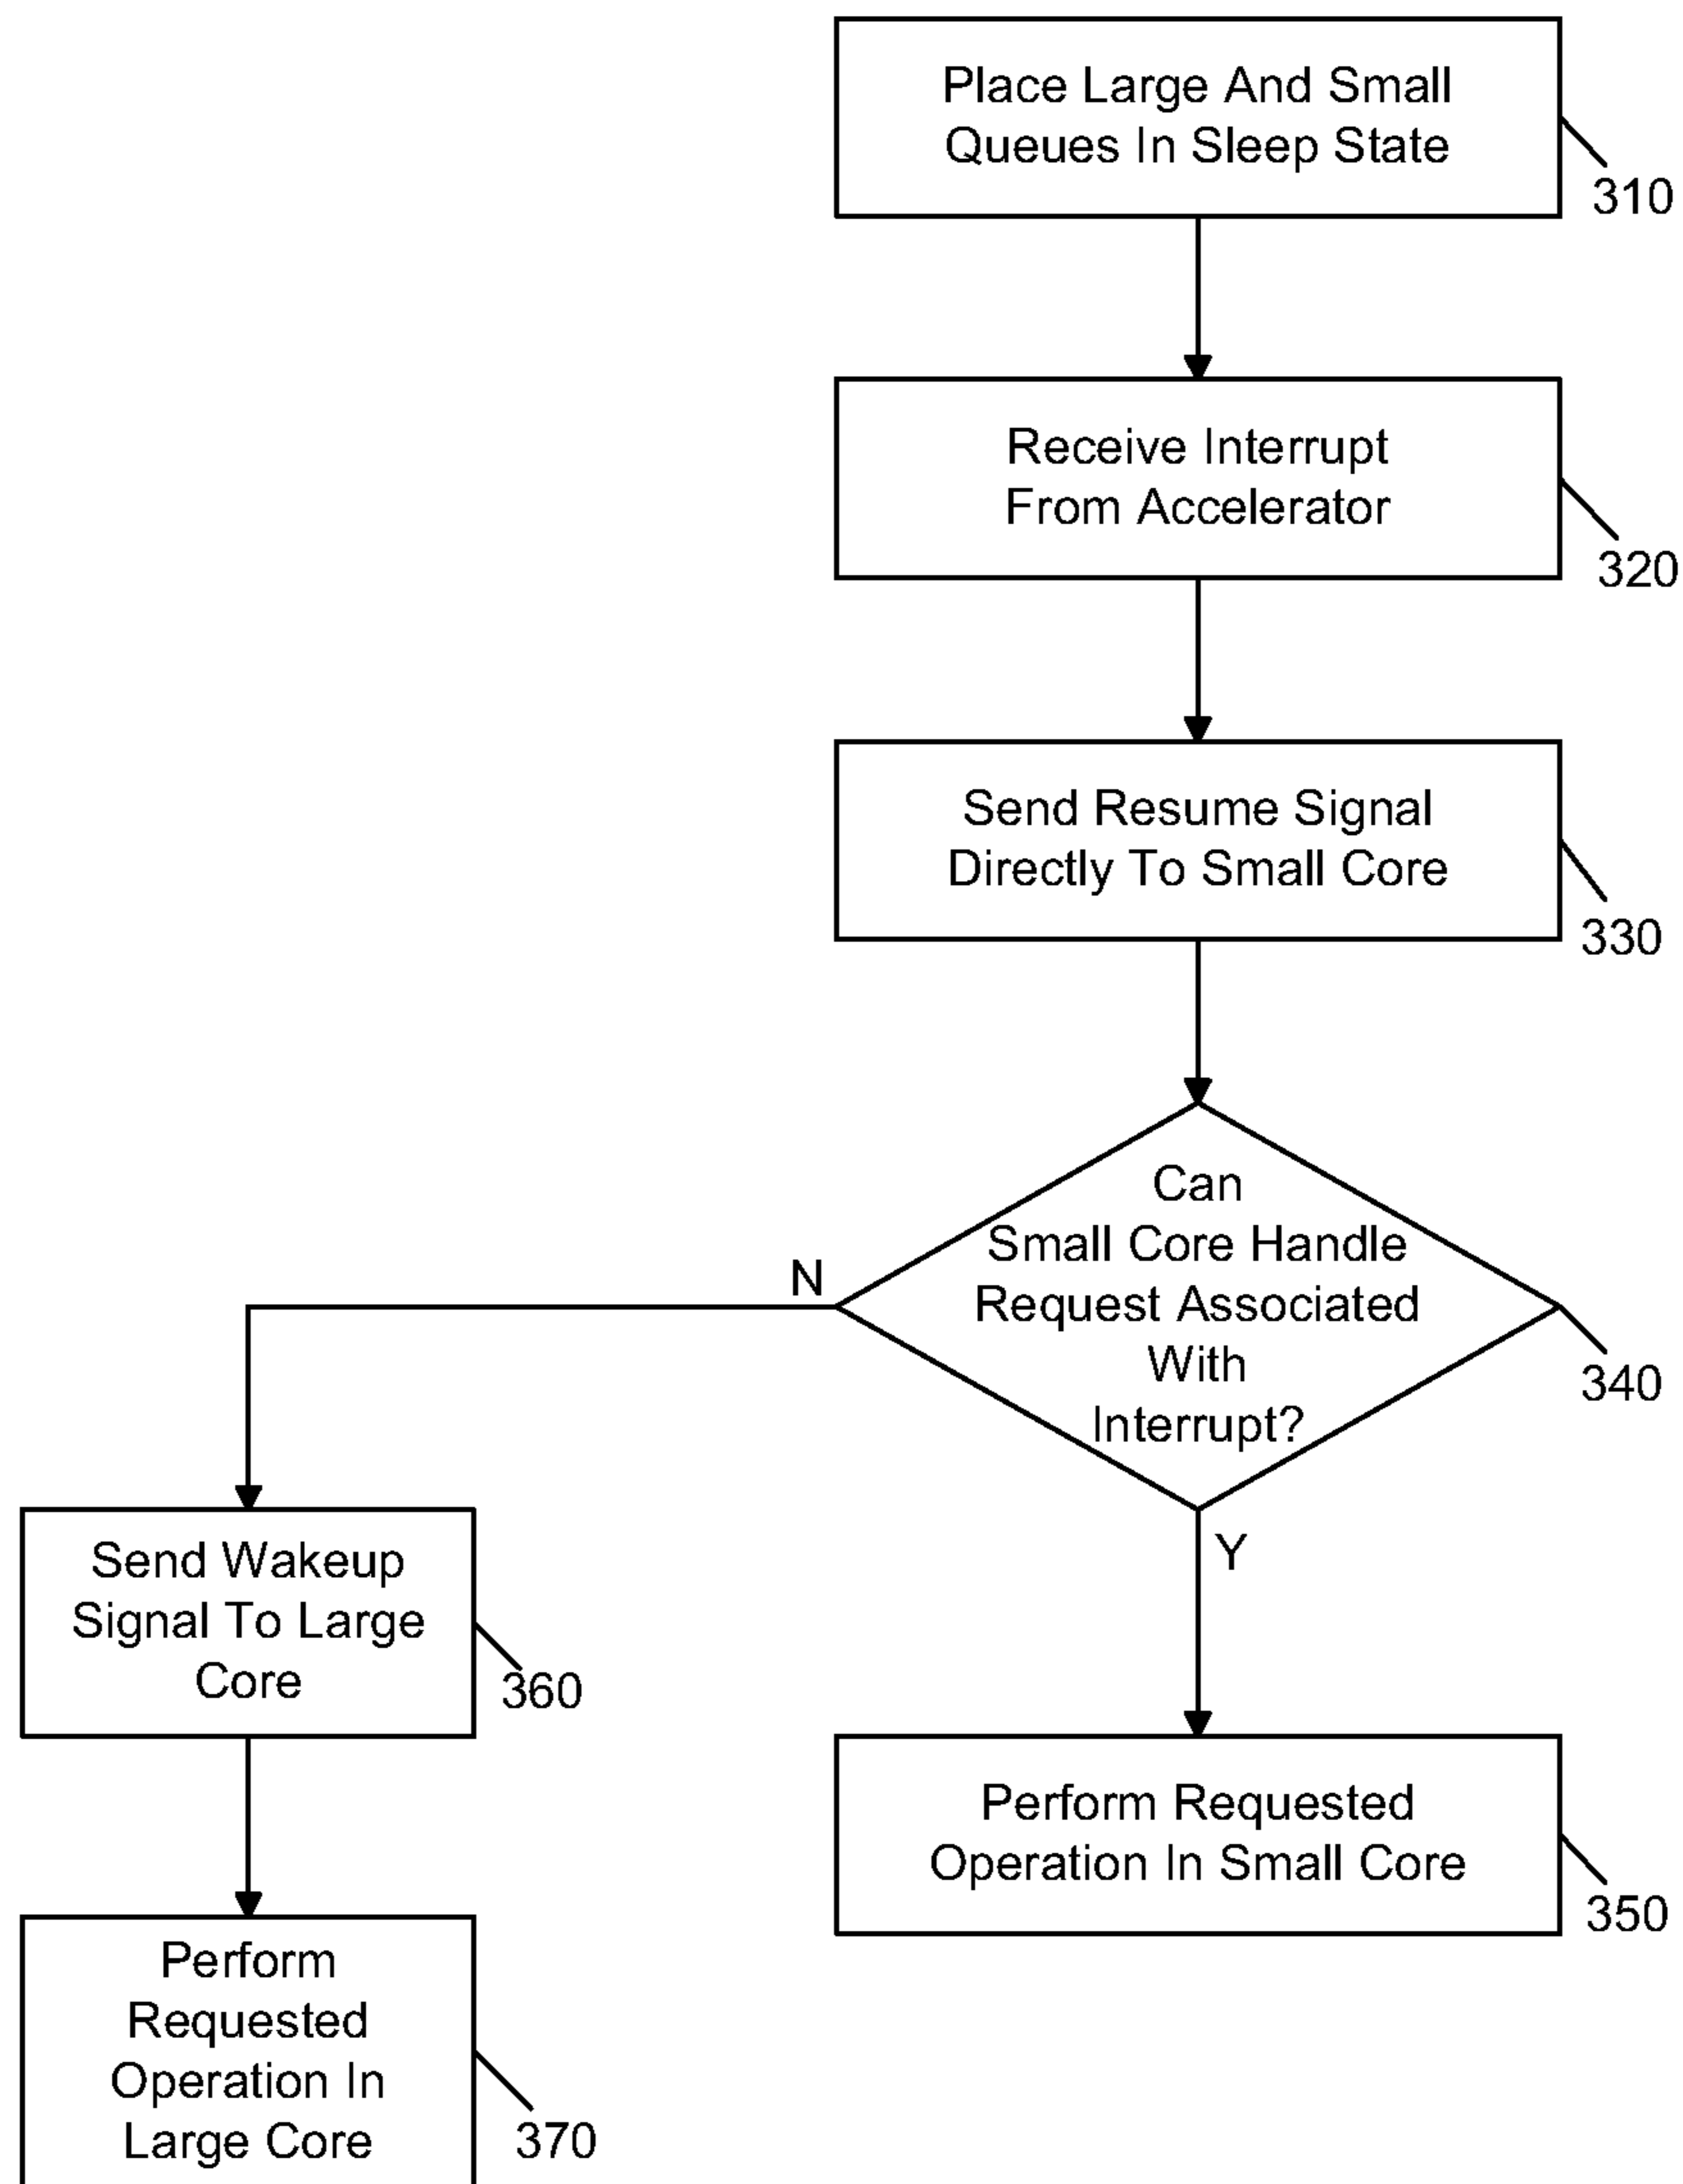 Place Large And Small
Queues In Sleep State
310
Receive Interrupt
From Accelerator
320
Send Resume Signal
Directly To Small Core
330
Can
Small Core Handle
Request Associated
With
Interrupt?
340
N
Y
Send Wakeup
Signal To Large
Core
360
Perform Requested
Operation In Small Core
350
Perform
Requested
Operation In
Large Core
370